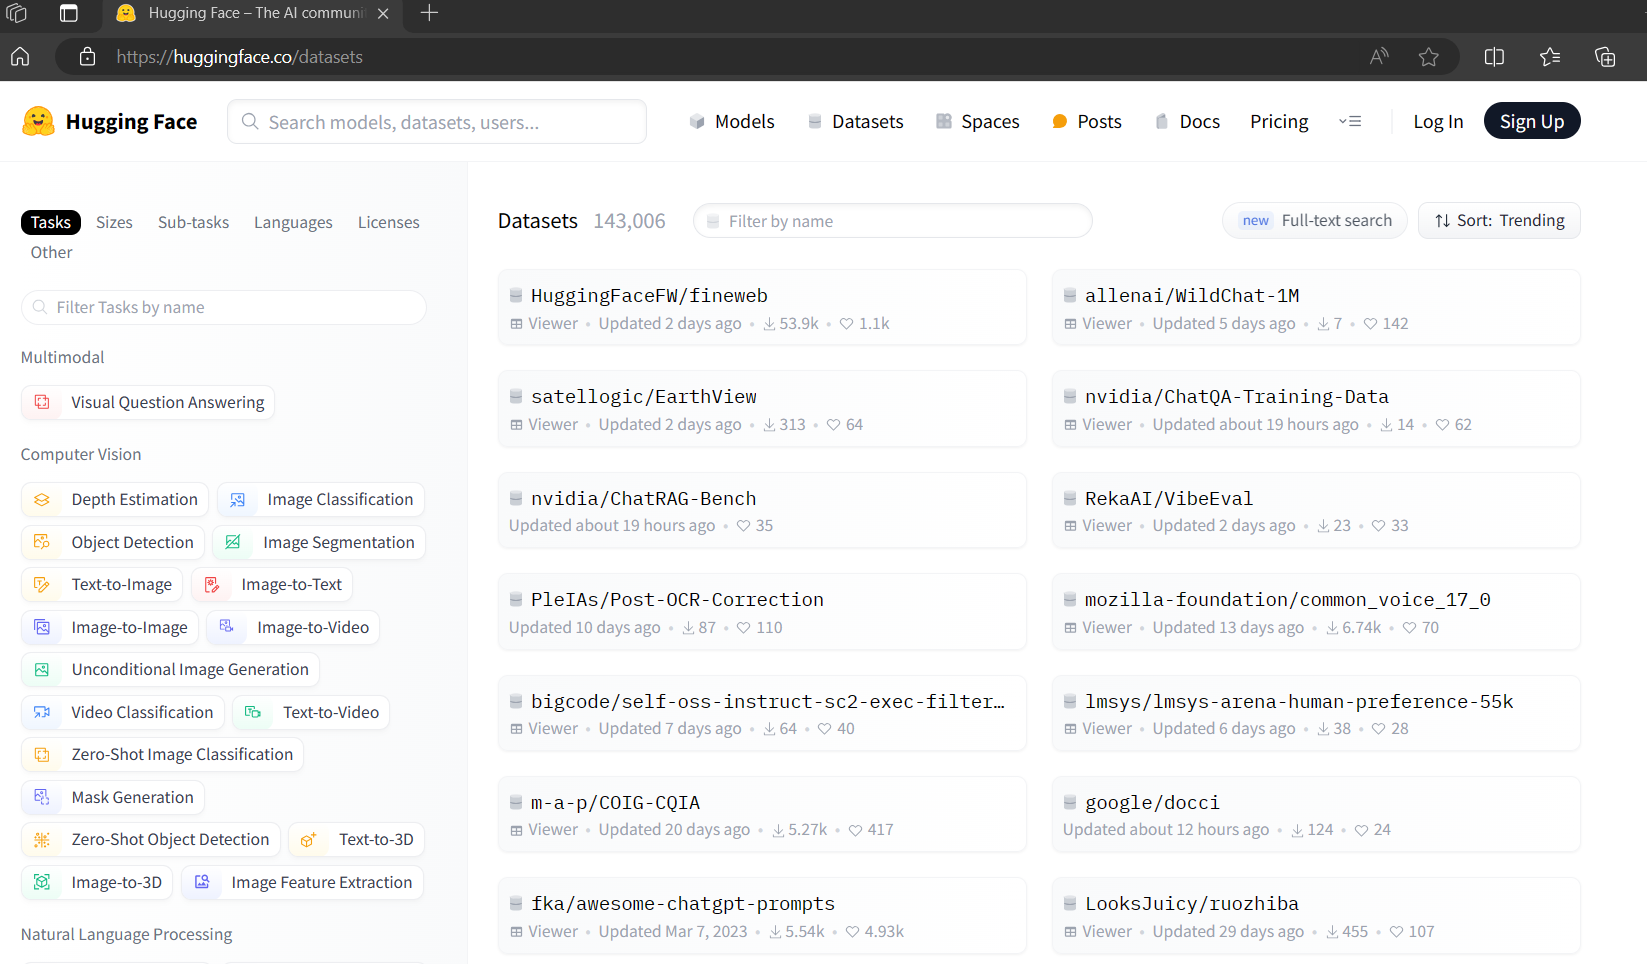 Hugging Face – The AI communi
https://huggingface.co/datasets
Hugging Face
Search models, datasets, users...
Models
Datasets
Spaces
Posts
Docs
Pricing
Log In
Sign Up
Tasks Sizes Sub-tasks Languages Licenses
Other
Filter Tasks by name
Multimodal
Visual Question Answering
Computer Vision
Depth Estimation
Image Classification
Object Detection
Image Segmentation
Text-to-Image
Image-to-Text
Image-to-Image
Image-to-Video
Unconditional Image Generation
Video Classification
Text-to-Video
Zero-Shot Image Classification
Mask Generation
Zero-Shot Object Detection
Text-to-3D
Image-to-3D
Image Feature Extraction
Natural Language Processing
Datasets 143,006
Filter by name
new Full-text search
Sort: Trending
HuggingFaceFW/fineweb
Viewer • Updated 2 days ago • 53.9k • 1.1k
allenai/WildChat-1M
Viewer • Updated 5 days ago • 7 • 142
satellogic/EarthView
Viewer • Updated 2 days ago • 313 • 64
nvidia/ChatQA-Training-Data
Viewer • Updated about 19 hours ago • 14 • 62
nvidia/ChatRAG-Bench
Updated about 19 hours ago • 35
RekaAI/VibeEval
Viewer • Updated 2 days ago • 23 • 33
PleIAs/Post-OCR-Correction
Updated 10 days ago • 87 • 110
mozilla-foundation/common_voice_17_0
Viewer • Updated 13 days ago • 6.74k • 70
bigcode/self-oss-instruct-sc2-exec-filter…
Viewer • Updated 7 days ago • 64 • 40
lmsys/lmsys-arena-human-preference-55k
Viewer • Updated 6 days ago • 38 • 28
m-a-p/COIG-CQIA
Viewer • Updated 20 days ago • 5.27k • 417
google/docci
Updated about 12 hours ago • 124 • 24
fka/awesome-chatgpt-prompts
Viewer • Updated Mar 7, 2023 • 5.54k • 4.93k
LooksJuicy/ruozhiba
Viewer • Updated 29 days ago • 455 • 107